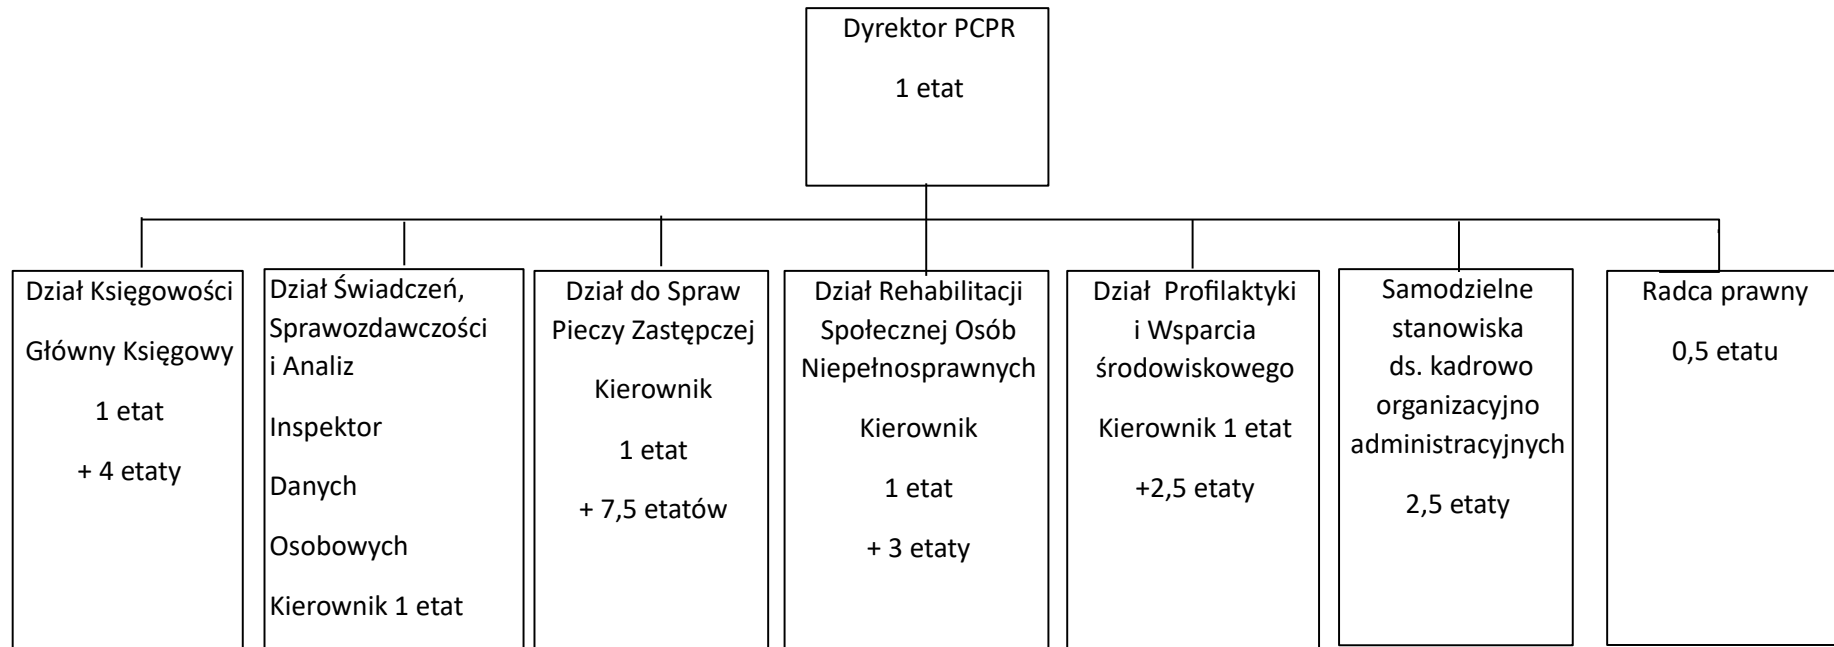 Dyrektor PCPR
1 etat
Dział Księgowości
Główny Księgowy
1 etat
+ 4 etaty
Dział Świadczeń,
Sprawozdawczości
i Analiz
Inspektor
Danych
Osobowych
Kierownik 1 etat
Dział do Spraw
Pieczy Zastępczej
Kierownik
1 etat
+ 7,5 etatów
Dział Rehabilitacji
Społecznej Osób
Niepełnosprawnych
Kierownik
1 etat
+ 3 etaty
Dział Profilaktyki
i Wsparcia
środowiskowego
Kierownik 1 etat
+2,5 etaty
Samodzielne
stanowiska
ds. kadrowo
organizacyjno
administracyjnych
2,5 etaty
Radca prawny
0,5 etatu